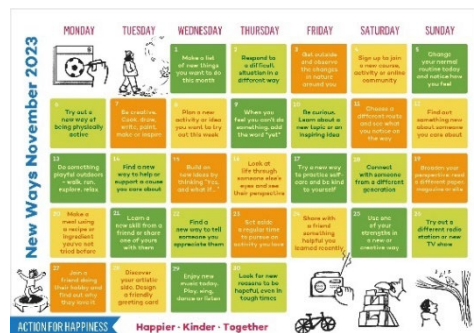 MONDAY TUESDAY WEDNESDAY THURSDAY FRIDAY SATURDAY SUNDAY
New Ways November 2023
1
Make a list
of new things
you want to do
this month
2
Respond to
a difficult
situation in a
different way
3
Get outside
and observe
the changes
in nature
around you
4
Sign up to join
a new course,
activity or online
community
5
Change
your normal
routine today
and notice how
you feel
6
Try out a
new way of
being physically
active
7
Be creative.
Cook, draw,
write, paint,
make or inspire
8
Plan a new
activity or idea
you want to try
out this week
9
When you
feel you can't do
something, add
the word "yet"
10
Be curious.
Learn about a
new topic or an
inspiring idea
11
Choose a
different route
and see what
you notice on
the way
12
Find out
something new
about someone
you care about
13
Do something
playful outdoors
- walk, run,
explore, relax
14
Find a new way
to help or support
a cause you
care about
15
Build on
new ideas by
thinking "Yes,
and what if..."
16
Look at
life through
someone else's
eyes and see
their perspective
17
Try a new way
to practice self-
care and be kind
to yourself
18
Connect with
someone from
a different
generation
19
Broaden your
perspective: read
a different paper,
magazine or site
20
Make a
meal using
a recipe or
ingredient
you've not
tried before
21
Learn a
new skill from
a friend or share
one of yours
with them
22
Find a new
way to tell
someone you
appreciate them
23
Set aside
a regular time
to pursue an
activity you love
24
Share with
a friend
something helpful
you learned
recently
25
Use one
of your
strengths in a
new or creative
way
26
Try out a
different radio
station or new
TV show
27
Join a
friend doing
their hobby and
find out why
they love it
28
Discover your
artistic side.
Design a
friendly
greeting card
29
Enjoy new
music today.
Play, sing,
dance or listen
30
Look for new
reasons to be
hopeful, even in
tough times
ACTION FOR HAPPINESS
Happier · Kinder · Together